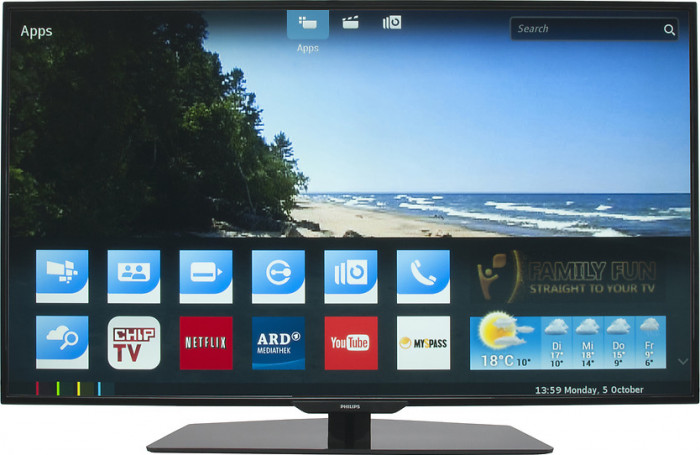 Apps
Search
Apps
FAMILY FUN
STRAIGHT TO YOUR TV
CHIP TV
NETFLIX
ARD
MEDIATHEK
YouTube
MYSPASS
18°C 10°
Di
17°
10°
Mi
18°
14°
Do
15°
9°
Fr
9°
6°
13:59 Monday, 5 October
PHILIPS